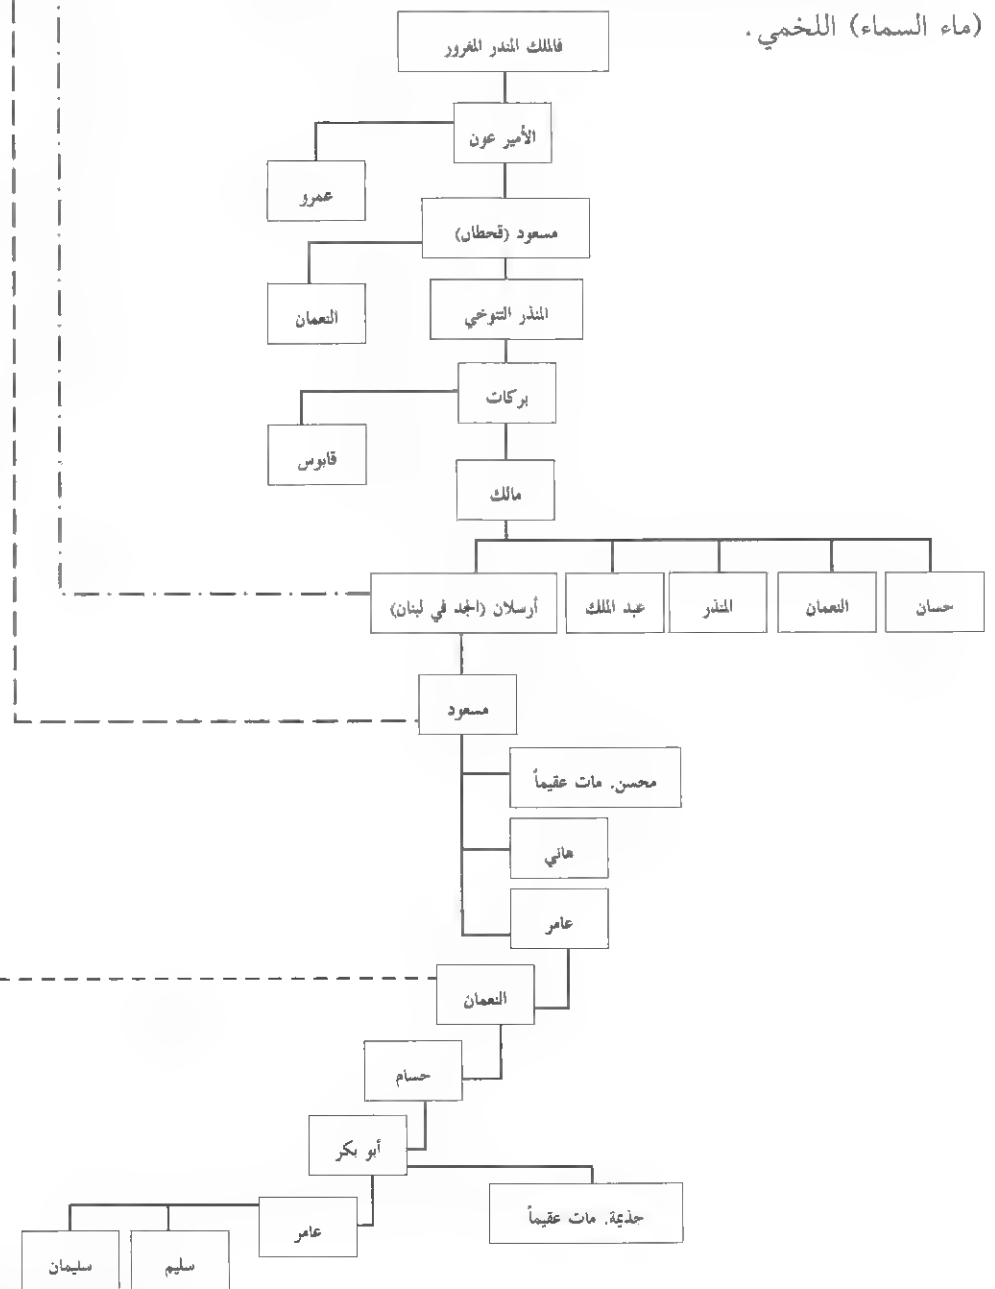 (ماء السماء) اللخمي.
فالملك المنذر المغرور
الأمير عون
عمرو
مسعود (قحطان)
النعمان
المنذر التنوخي
بركات
قابوس
مالك
حسان
النعمان
المنذر
عبد الملك
أرسلان (الجد في لبنان)
مسعود
محسن. مات عقيماً
هاني
عامر
النعمان
حسام
أبو بكر
جذيمة. مات عقيماً
عامر
سليم
سليمان